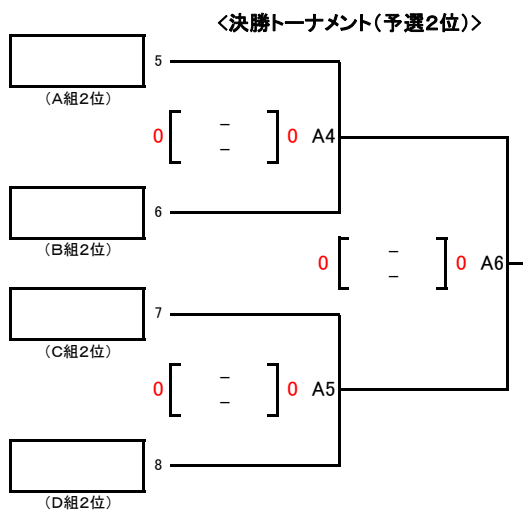 <決勝トーナメント(予選2位)>
5
(A組2位)
0 [ － ] 0 A4
－
6
(B組2位)
0 [ － ] 0 A6
－
7
(C組2位)
0 [ － ] 0 A5
－
8
(D組2位)